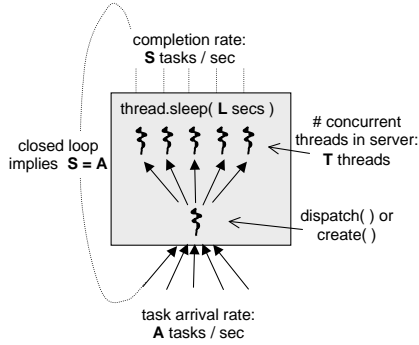 completion rate:
S tasks / sec
thread.sleep( L secs )
# concurrent
threads in server:
T threads
closed loop
implies S = A
dispatch( ) or
create( )
task arrival rate:
A tasks / sec